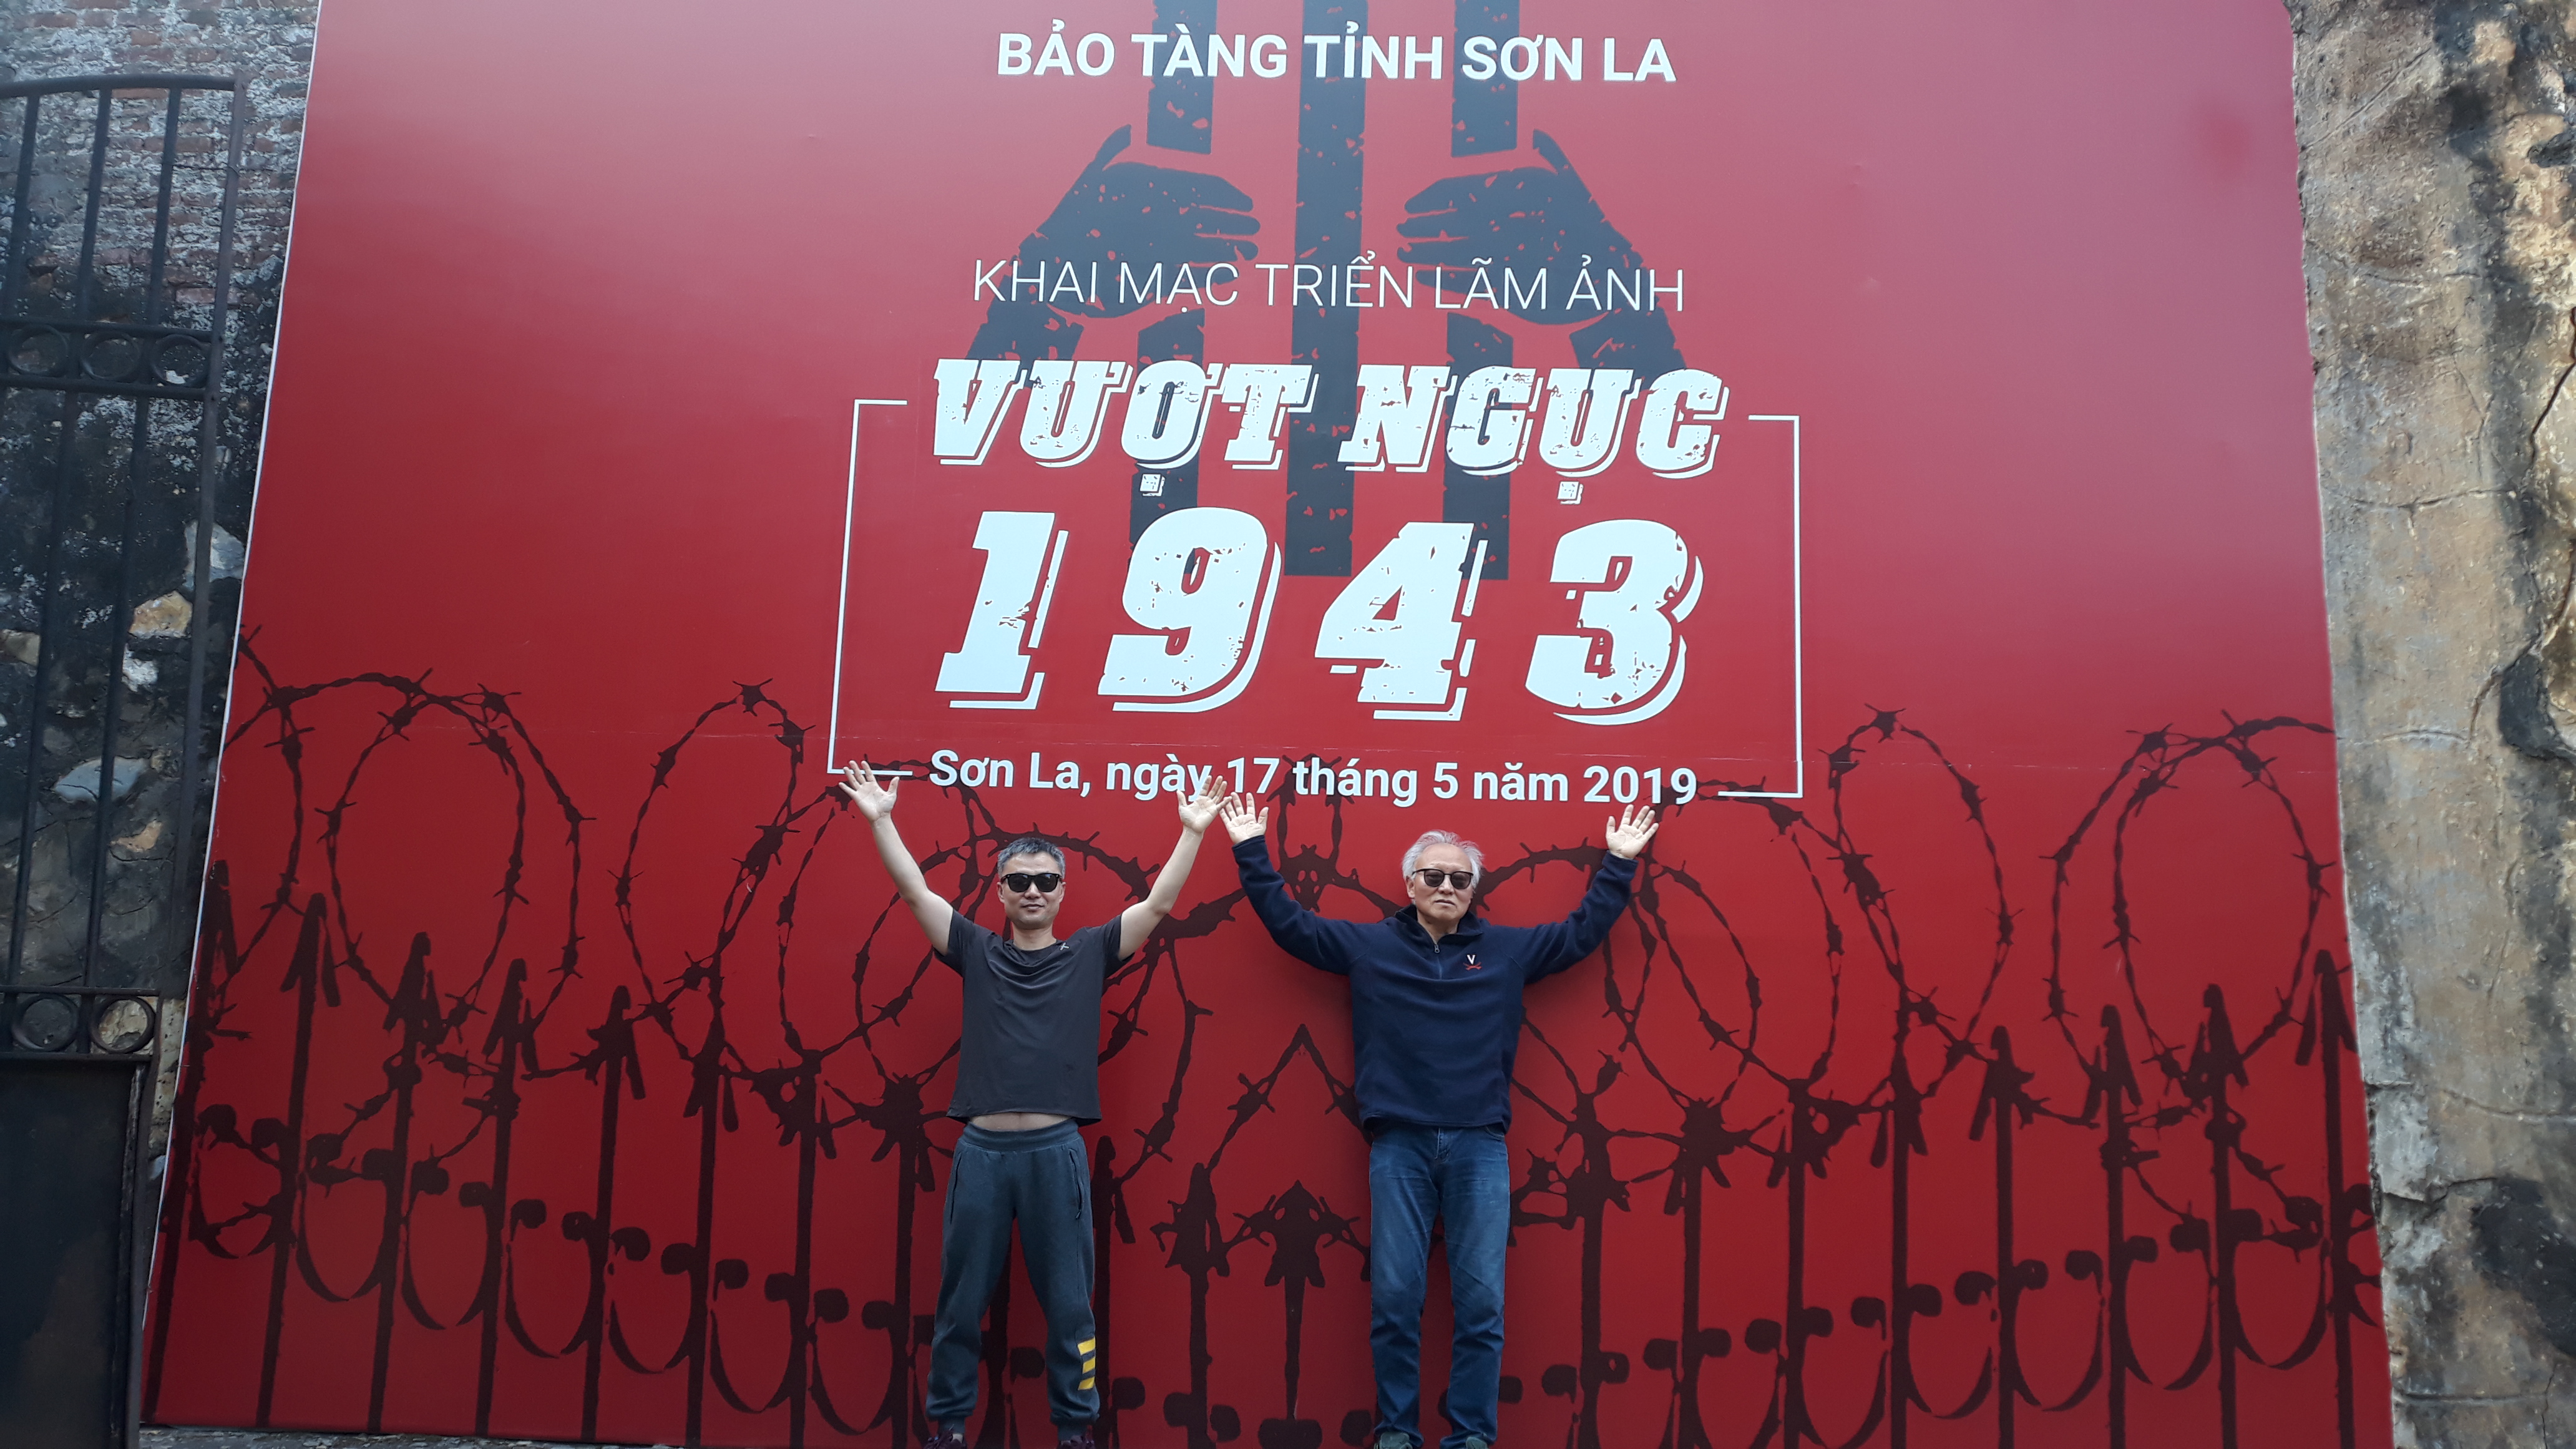 BẢO TÀNG TỈNH SƠN LA
KHAI MẠC TRIỂN LÃM ẢNH
VƯỢT NGỤC
1943
Sơn La, ngày 17 tháng 5 năm 2019
V